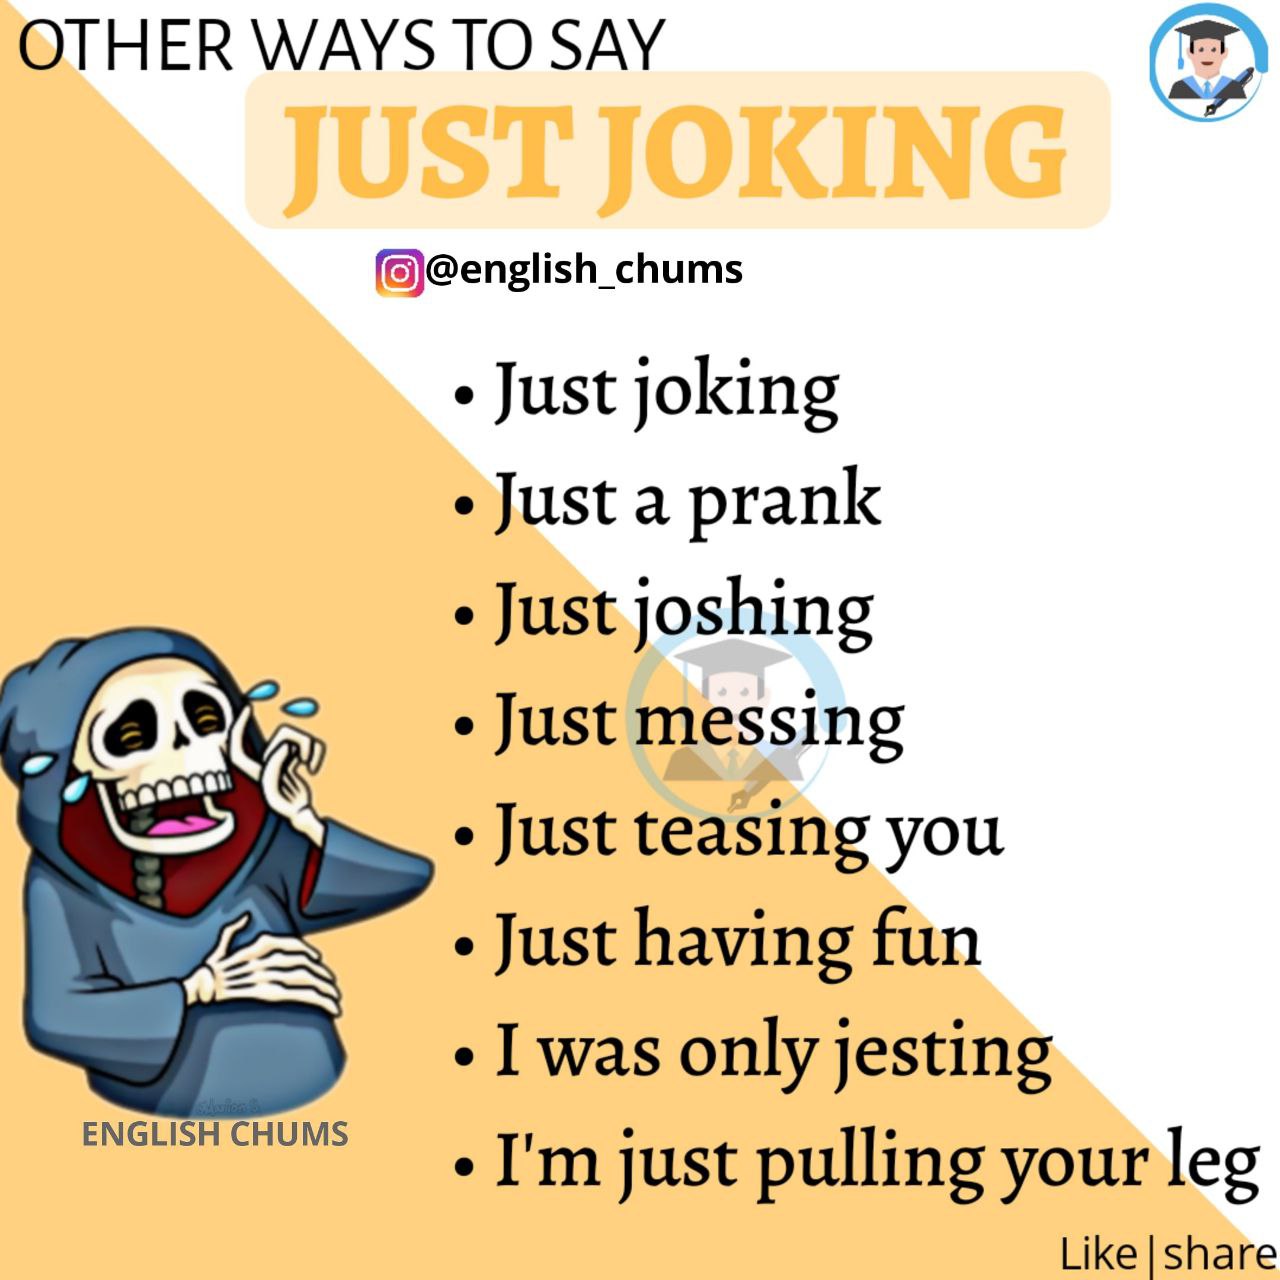 OTHER WAYS TO SAY
JUST JOKING
@english_chums
• Just joking
• Just a prank
• Just joshing
• Just messing
• Just teasing you
• Just having fun
• I was only jesting
• I'm just pulling your leg
ENGLISH CHUMS
Like|share